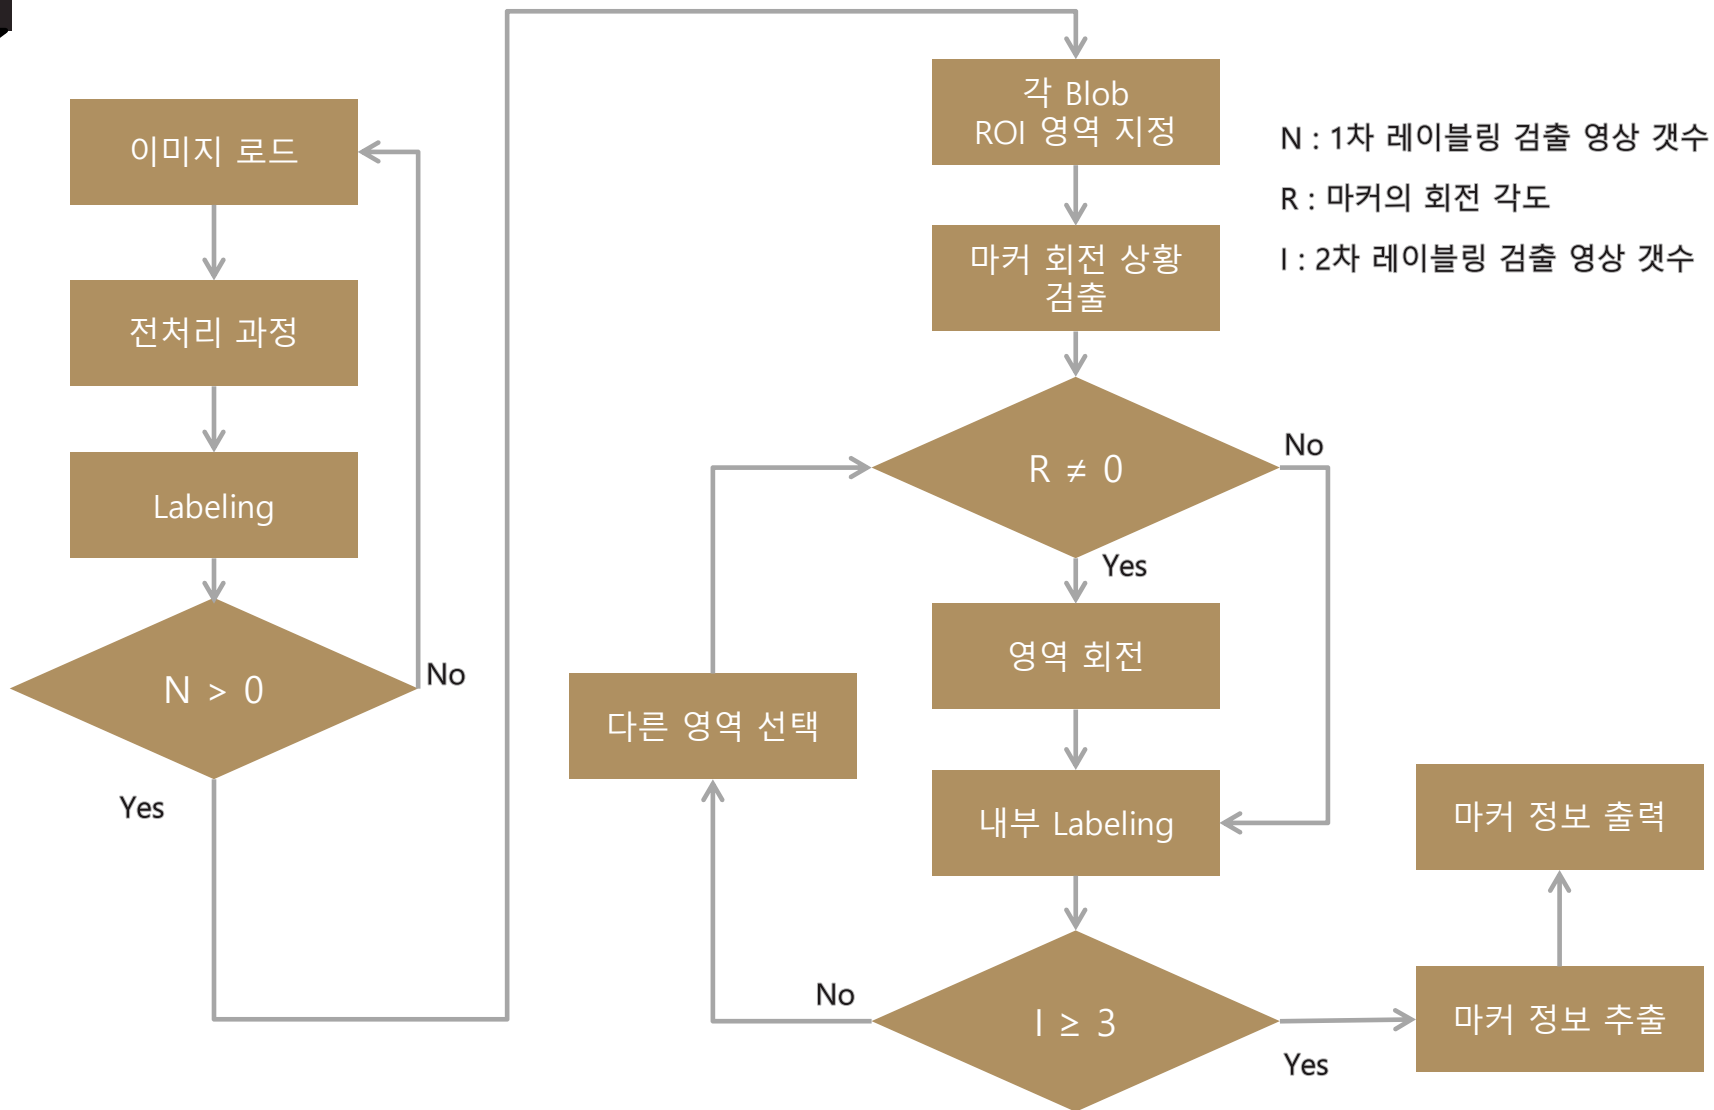 이미지 로드
전처리 과정
Labeling
N > 0
No
Yes
각 Blob
ROI 영역 지정
마커 회전 상황
검출
R ≠ 0
No
Yes
영역 회전
내부 Labeling
I ≥ 3
No
Yes
다른 영역 선택
마커 정보 추출
마커 정보 출력
N : 1차 레이블링 검출 영상 갯수
R : 마커의 회전 각도
I : 2차 레이블링 검출 영상 갯수